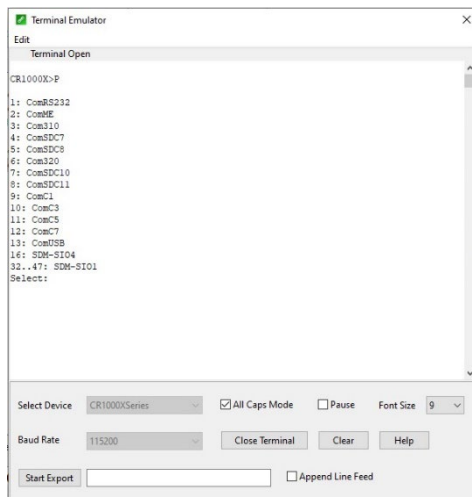 Terminal Emulator
Edit
Terminal Open
CR1000X>P
1: ComRS232
2: ComME
3: Com310
4: ComSDC7
5: ComSDC8
6: Com320
7: ComSDC10
8: ComSDC11
9: ComC1
10: ComC3
11: ComC5
12: ComC7
13: ComUSB
16: SDM-SIO4
32..47: SDM-SIO1
Select:
Select Device CR1000XSeries All Caps Mode Pause Font Size 9
Baud Rate 115200 Close Terminal Clear Help
Start Export Append Line Feed